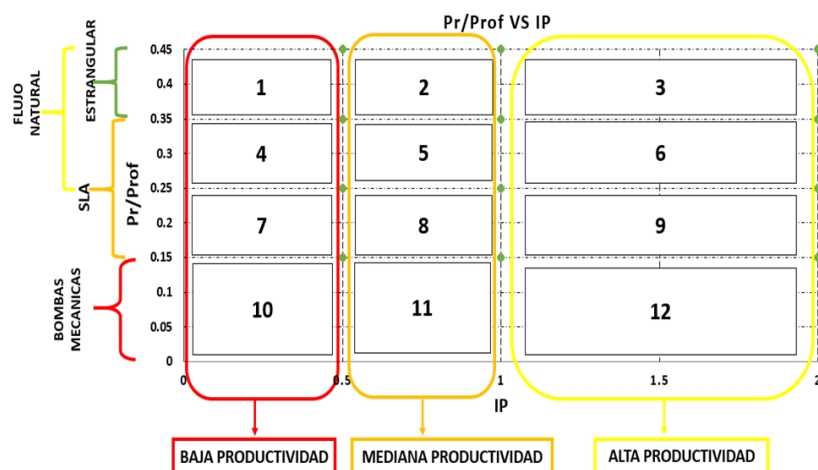 Pr/Prof VS IP
FLUJO
NATURAL
ESTRANGULAR
SLA
BOMBAS
MECANICAS
Pr/Prof
0.45
0.4
0.35
0.3
0.25
0.2
0.15
0.1
0.05
0
1
2
3
4
5
6
7
8
9
10
11
12
0
0.5
1
1.5
2
IP
BAJA PRODUCTIVIDAD
MEDIANA PRODUCTIVIDAD
ALTA PRODUCTIVIDAD